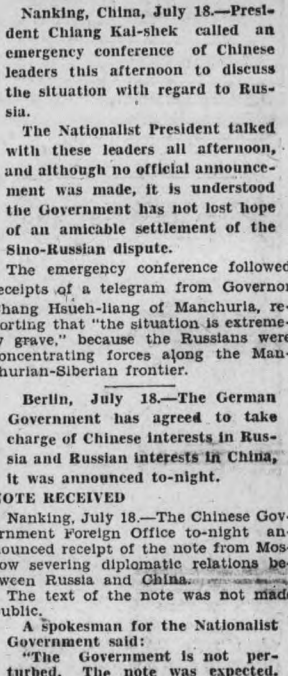 Nanking, China, July 18.—Presi-
dent Chiang Kai-shek called an
emergency conference of Chinese
leaders this afternoon to discuss
the situation with regard to Rus-
sia.
The Nationalist President talked
with these leaders all afternoon,
and although no official announce-
ment was made, it is understood
the Government has not lost hope
of an amicable settlement of the
Sino-Russian dispute.
The emergency conference followed
eceipts of a telegram from Governor
hang Hsueh-liang of Manchuria, re-
orting that "the situation is extreme-
y grave," because the Russians were
oncentrating forces along the Man-
hurian-Siberian frontier.
Berlin, July 18.—The German
Government has agreed to take
charge of Chinese interests in Rus-
sia and Russian interests in China,
it was announced to-night.
NOTE RECEIVED
Nanking, July 18.—The Chinese Gov-
rnment Foreign Office to-night an-
ounced receipt of the note from Mos-
ow severing diplomatic relations be-
ween Russia and China.
The text of the note was not made
ublic.
A spokesman for the Nationalist
Government said:
"The Government is not per-
turbed. The note was expected.